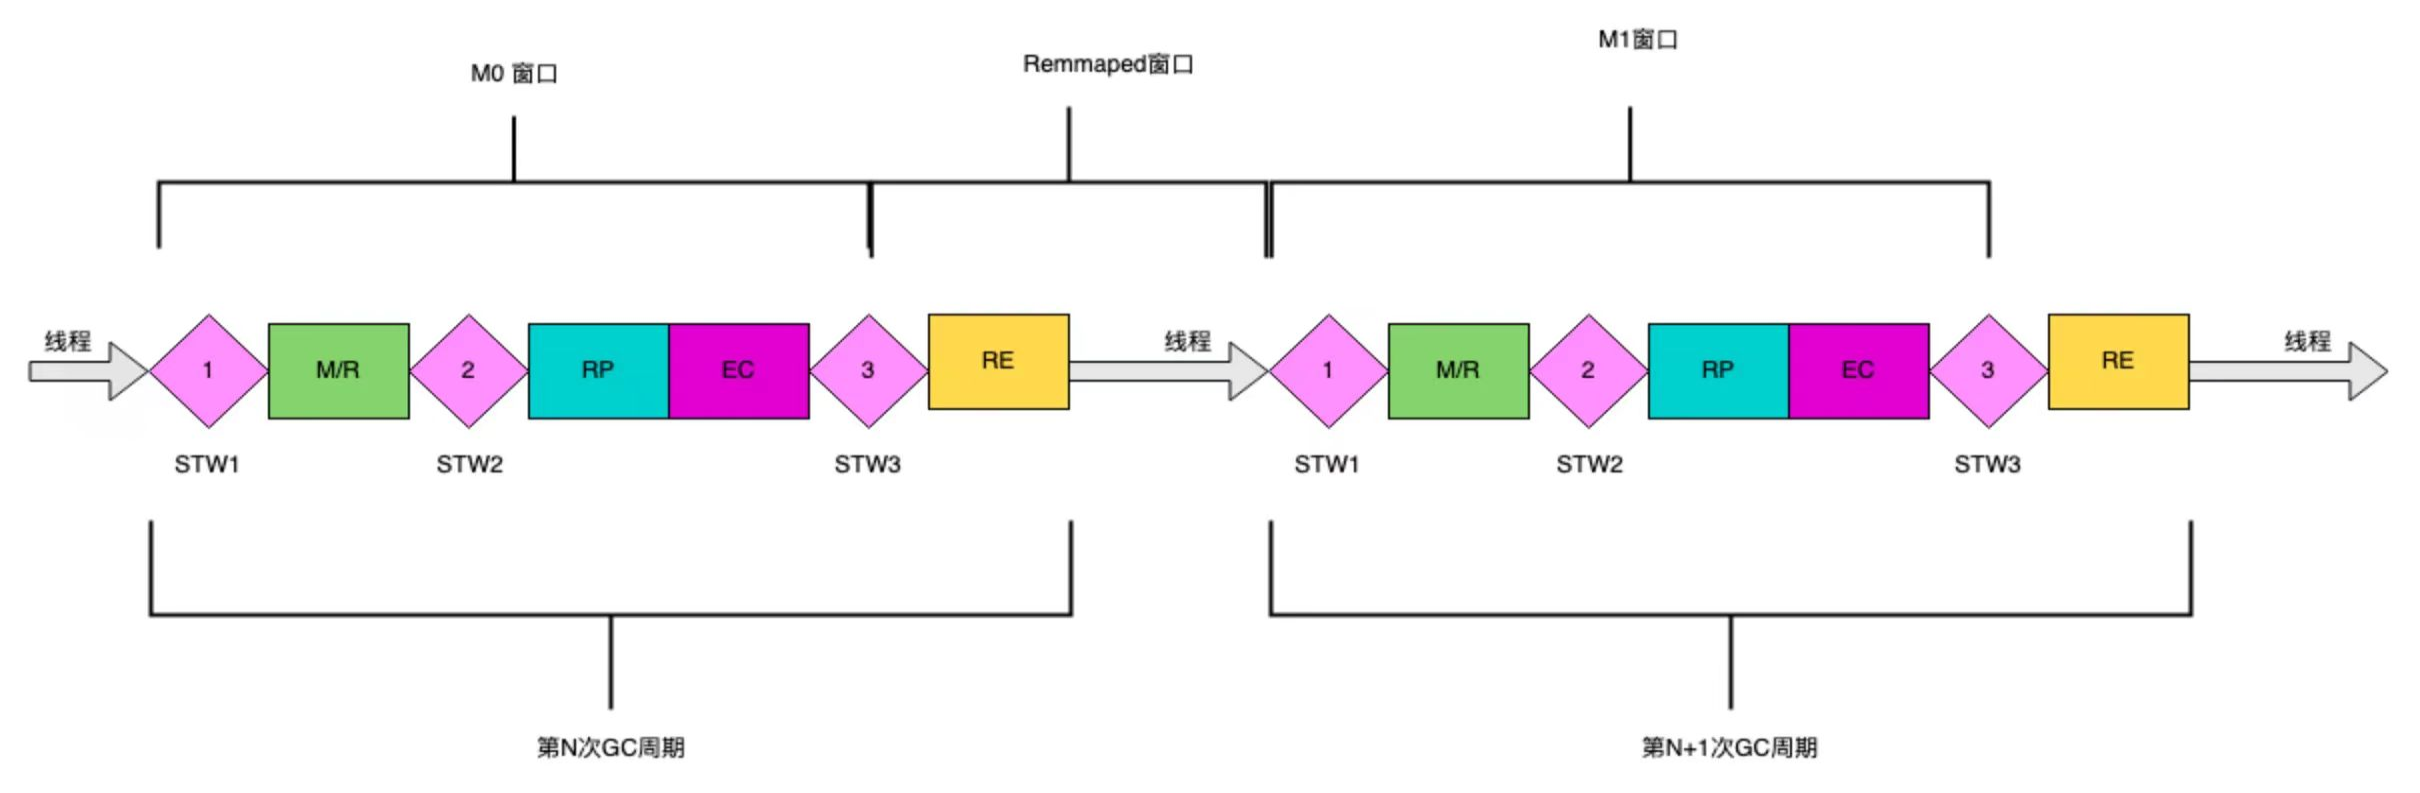 M1窗口
Remmaped窗口
M0 窗口
线程
1
M/R
2
RP
EC
3
RE
线程
1
M/R
2
RP
EC
3
RE
线程
STW1
STW2
STW3
STW1
STW2
STW3
第N次GC周期
第N+1次GC周期